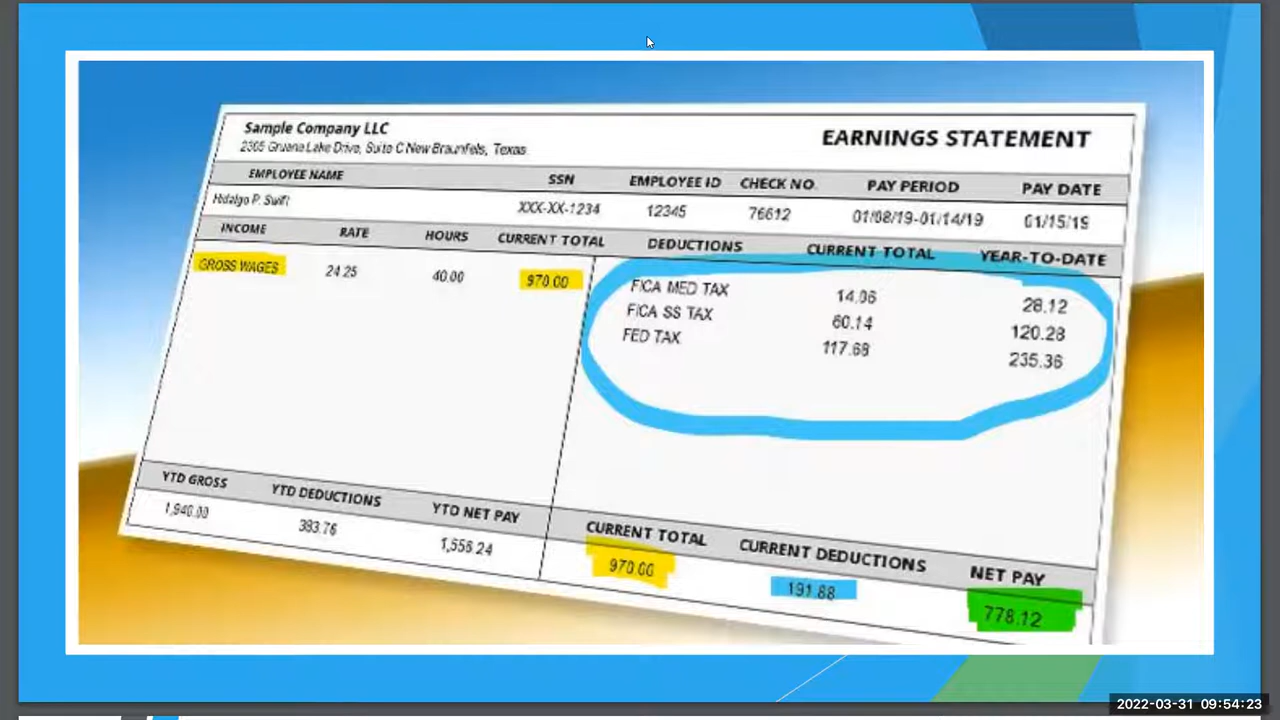 Sample Company LLC
EARNINGS STATEMENT
2305 Gruene Lake Drive, Suite C New Braunfels, Texas
EMPLOYEE NAME SSN EMPLOYEE ID CHECK NO. PAY PERIOD PAY DATE
Hidalgo P. Swift XXX-XX-1234 12345 76612 01/08/19-01/14/19 01/15/19
INCOME RATE HOURS CURRENT TOTAL DEDUCTIONS CURRENT TOTAL YEAR-TO-DATE
GROSS WAGES 24.25 40.00 970.00 FICA MED TAX 14.06 28.12
FICA SS TAX 60.14 120.28
FED TAX 117.68 235.36
YTD GROSS YTD DEDUCTIONS YTD NET PAY CURRENT TOTAL CURRENT DEDUCTIONS NET PAY
1,940.00 383.76 1,556.24 970.00 191.88 778.12
2022-03-31 09:54:23